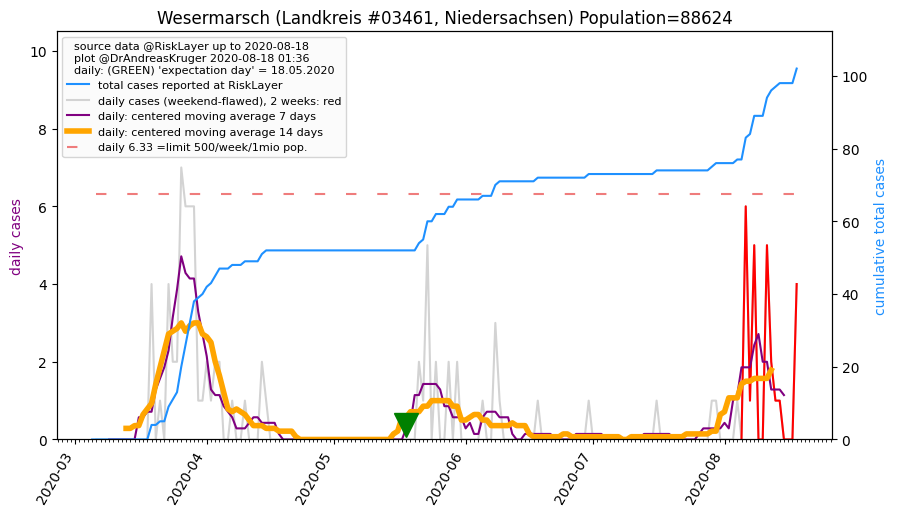 Wesermarsch (Landkreis #03461, Niedersachsen) Population=88624
source data @RiskLayer up to 2020-08-18
plot @DrAndreasKruger 2020-08-18 01:36
daily: (GREEN) 'expectation day' = 18.05.2020
total cases reported at RiskLayer
daily cases (weekend-flawed), 2 weeks: red
daily: centered moving average 7 days
daily: centered moving average 14 days
daily 6.33 =limit 500/week/1mio pop.
daily cases
10
8
6
4
2
0
cumulative total cases
100
80
60
40
20
0
2020-03
2020-04
2020-05
2020-06
2020-07
2020-08